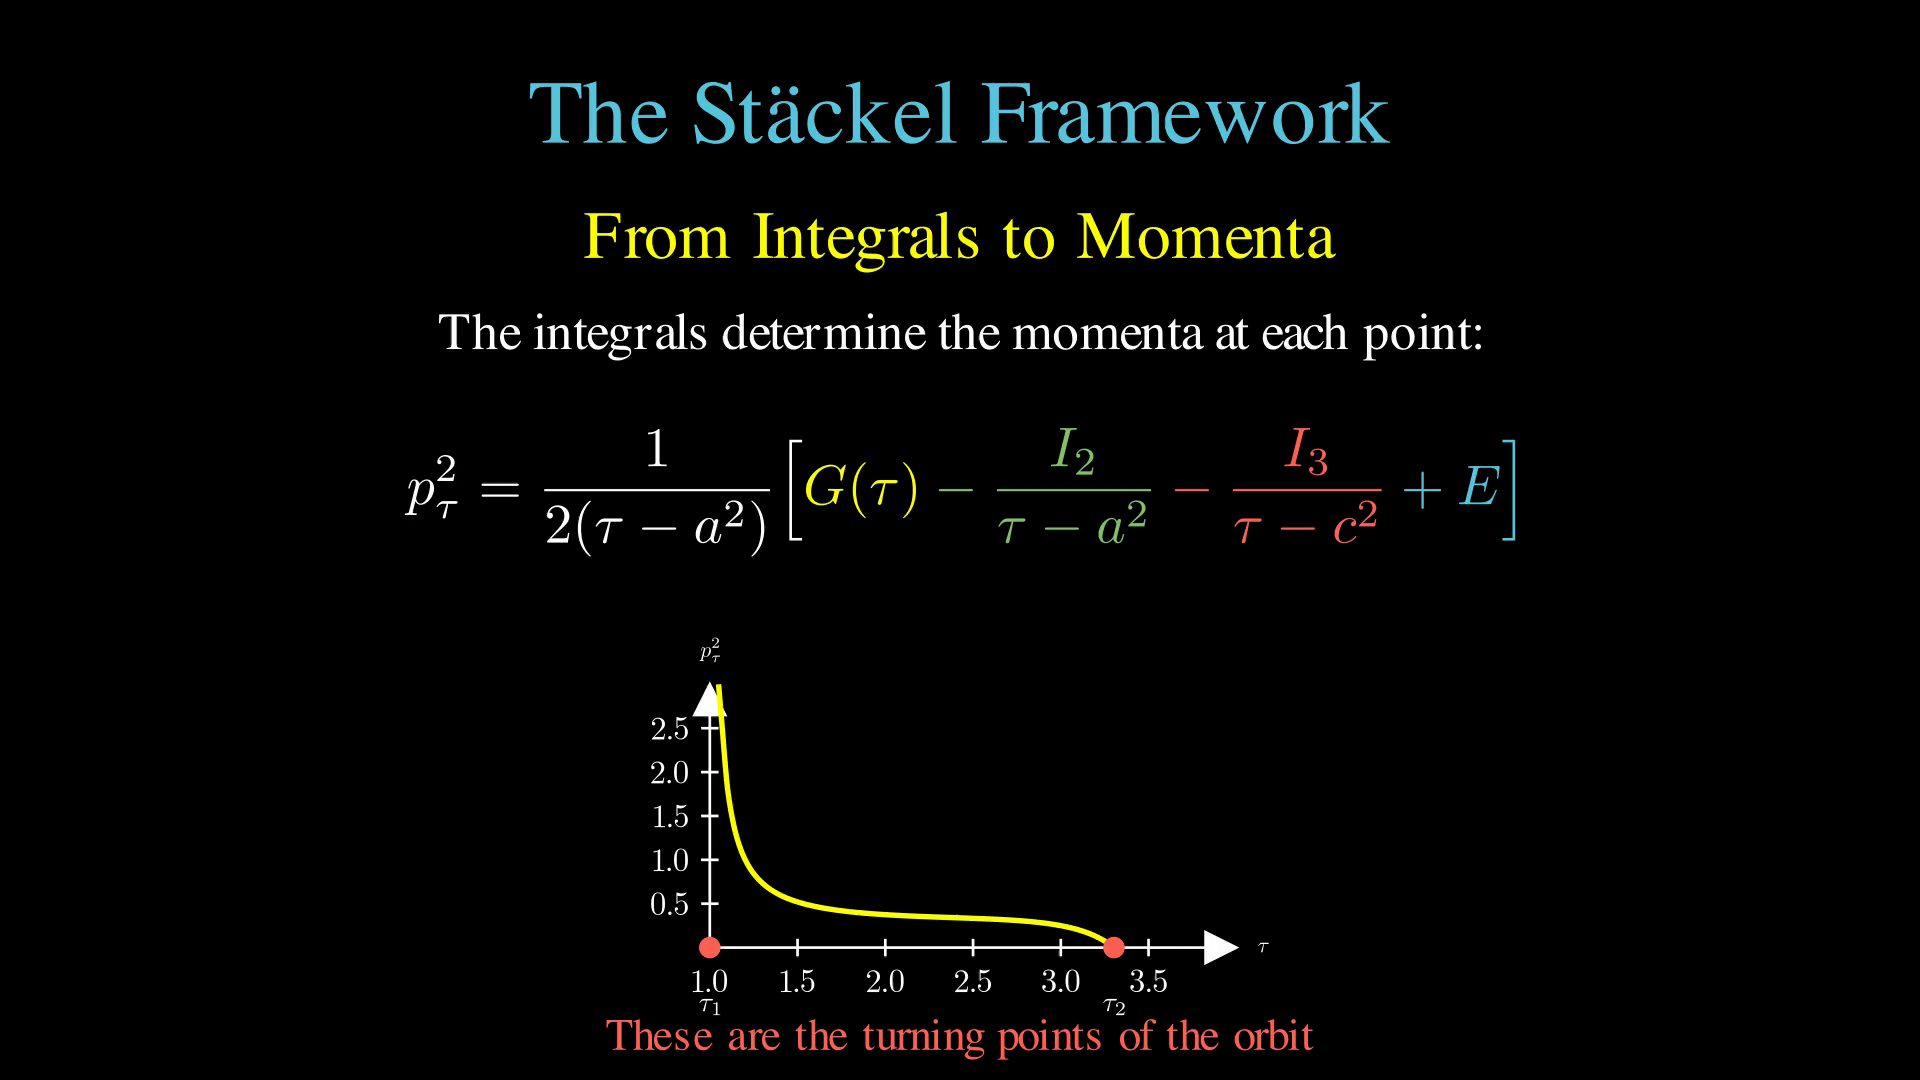 The Stäckel Framework
From Integrals to Momenta
The integrals determine the momenta at each point:
p_τ^2 = 1/(2(τ − a^2)) [G(τ) − I_2/(τ − a^2) − I_3/(τ − c^2) + E]
p_τ^2
2.5
2.0
1.5
1.0
0.5
τ
1.0 1.5 2.0 2.5 3.0 3.5
τ_1 τ_2
These are the turning points of the orbit